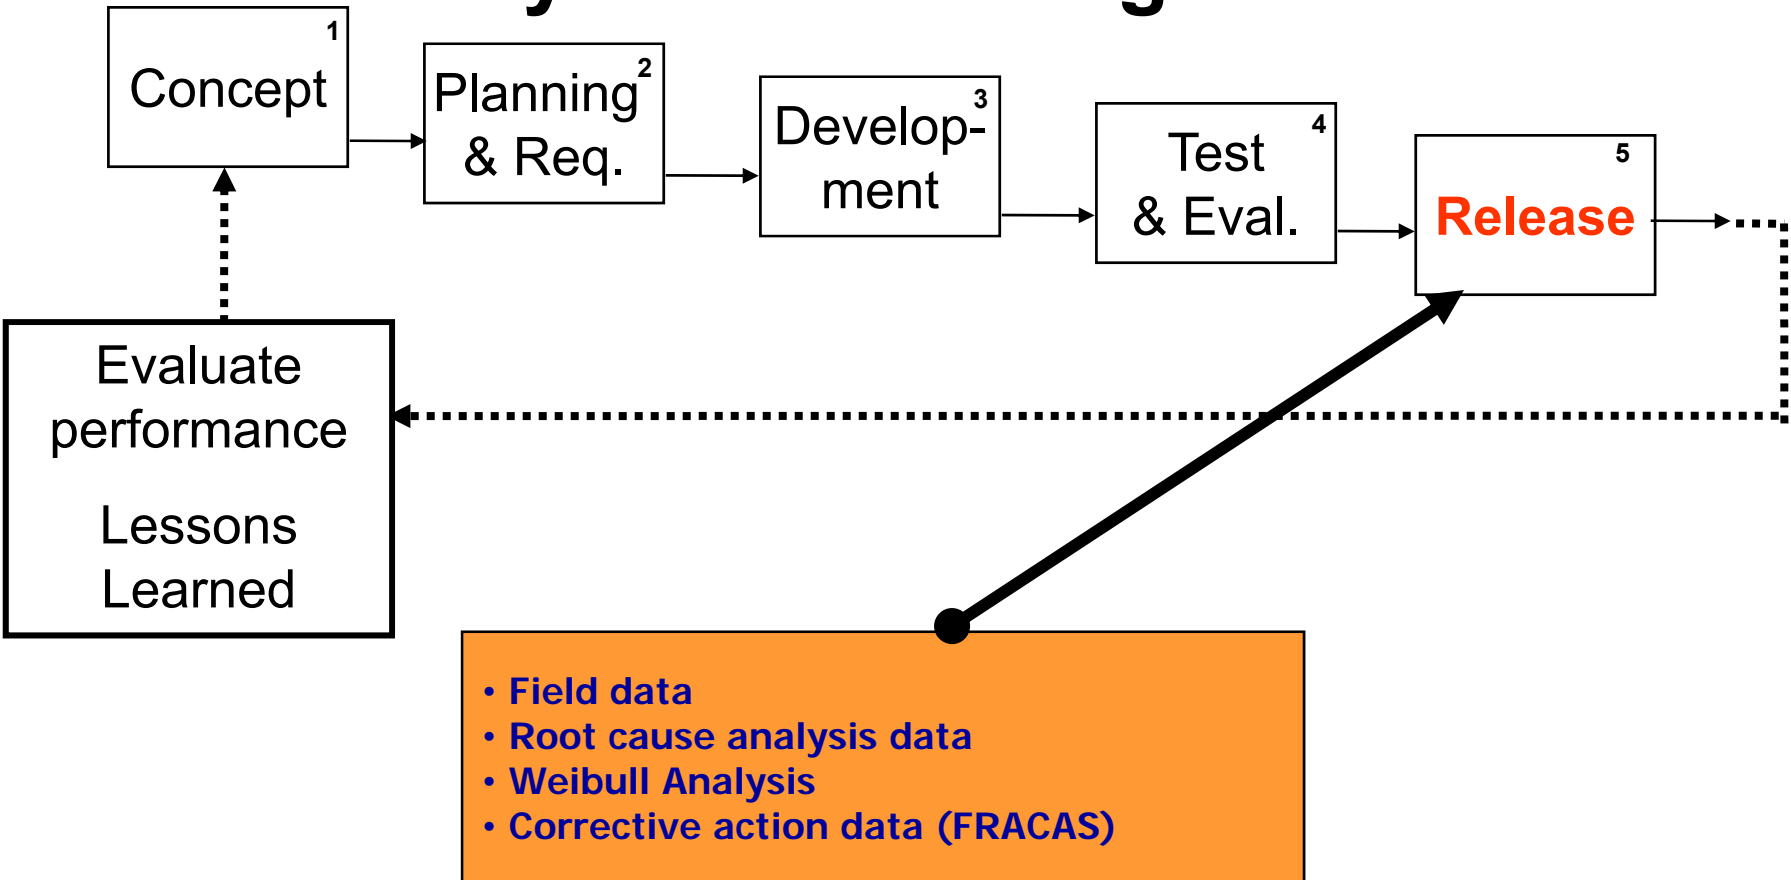 1
Concept
2
Planning
& Req.
3
Develop-
ment
4
Test
& Eval.
5
Release
Evaluate
performance
Lessons
Learned
• Field data
• Root cause analysis data
• Weibull Analysis
• Corrective action data (FRACAS)